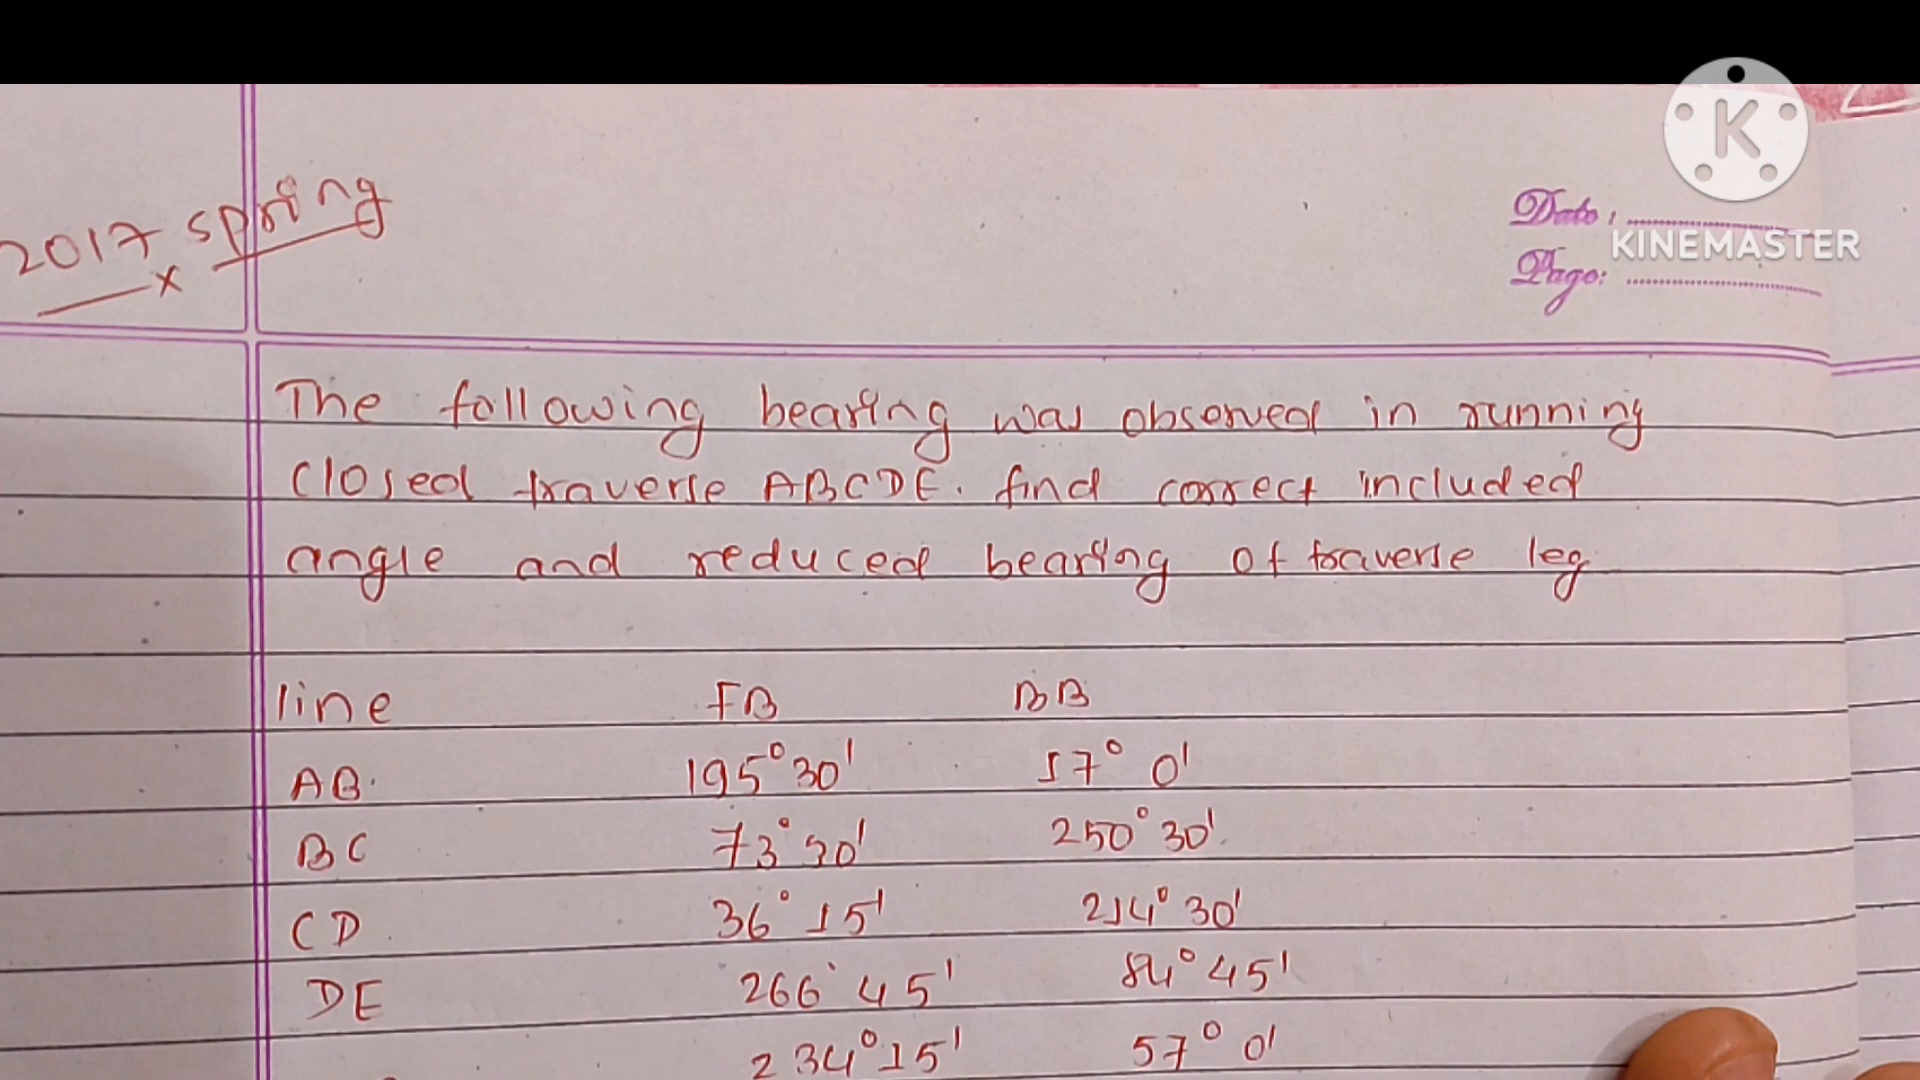 2017 spring
x
K
KINEMASTER
Date:
Page:
The following bearing was observed in running
closed traverse ABCDE. find correct included
angle and reduced bearing of traverse leg
line FB BB
AB. 195°30' 17° 0'
BC 73°30' 250°30'.
CD 36°15' 214°30'
DE 266°45' 84°45'
234°15' 57° 0'